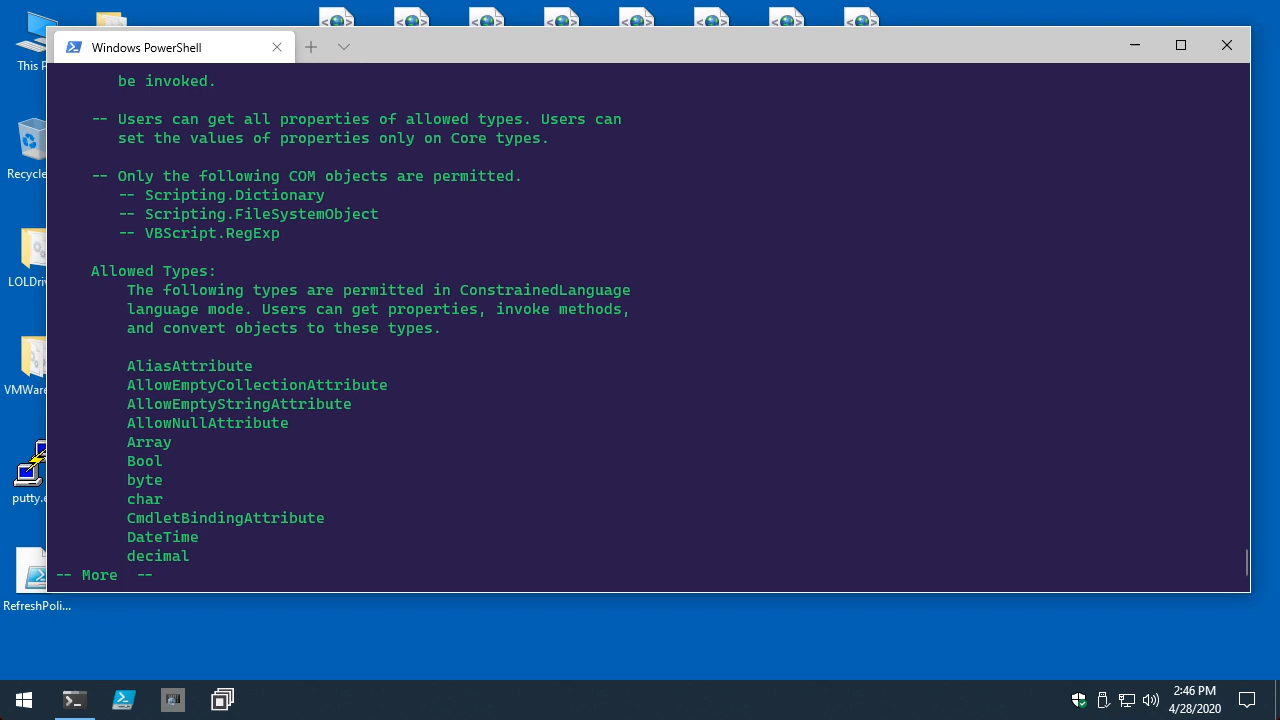 Windows PowerShell
be invoked.
-- Users can get all properties of allowed types. Users can
set the values of properties only on Core types.
-- Only the following COM objects are permitted.
-- Scripting.Dictionary
-- Scripting.FileSystemObject
-- VBScript.RegExp
Allowed Types:
The following types are permitted in ConstrainedLanguage
language mode. Users can get properties, invoke methods,
and convert objects to these types.
AliasAttribute
AllowEmptyCollectionAttribute
AllowEmptyStringAttribute
AllowNullAttribute
Array
Bool
byte
char
CmdletBindingAttribute
DateTime
decimal
-- More  --
This P
Recycle
LOLDriv
VMWare
putty.e
RefreshPoli...
2:46 PM
4/28/2020